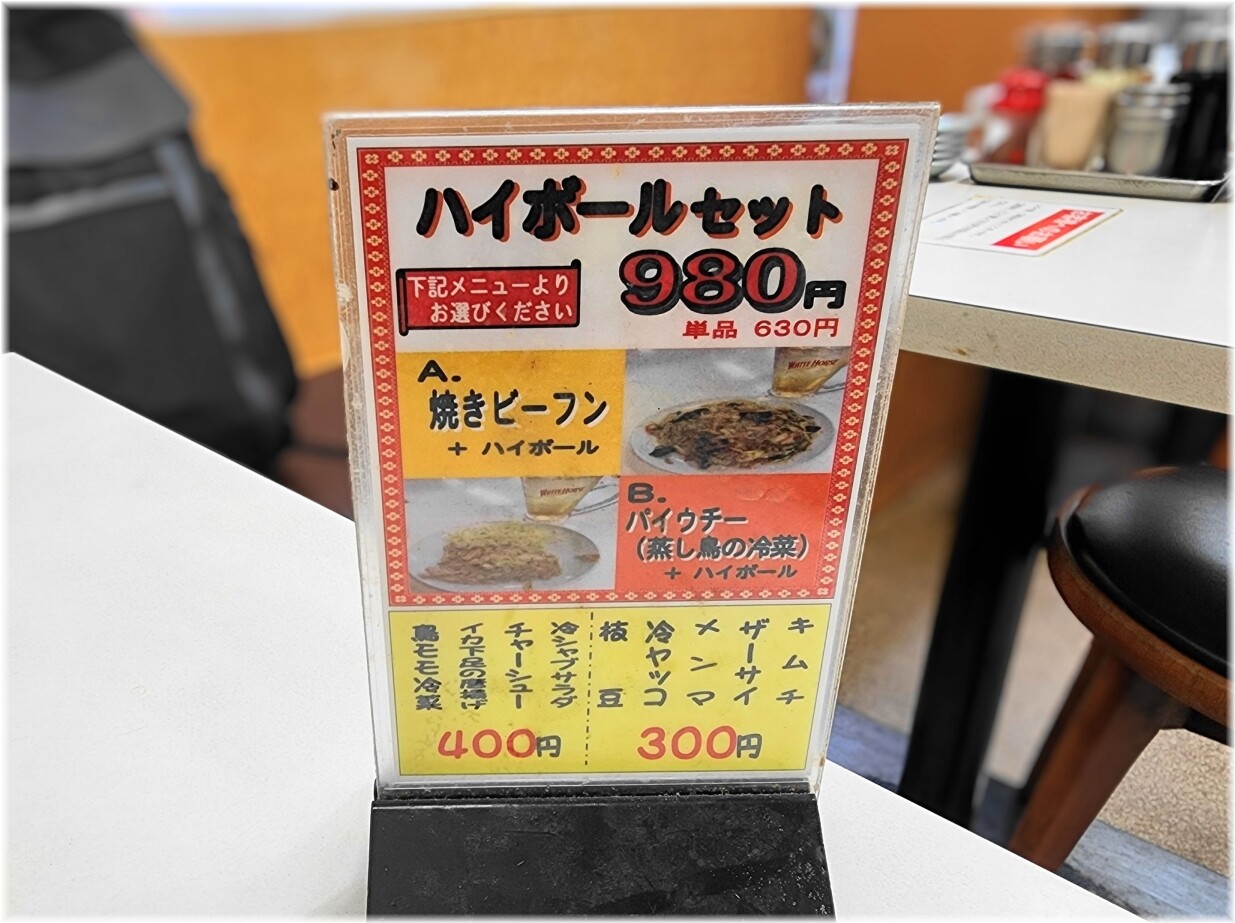 ハイボールセット
下記メニューより
お選びください
980円
単品 630円
A.
焼きビーフン
+ ハイボール
WHITE HORSE
WHITE HORSE
B.
パイウチー
(蒸し鳥の冷菜)
+ ハイボール
キムチ
ザーサイ
メンマ
冷ヤッコ
枝豆
300円
冷シャブサラダ
チャーシュー
イカ下足の唐揚げ
鳥モモ冷菜
400円